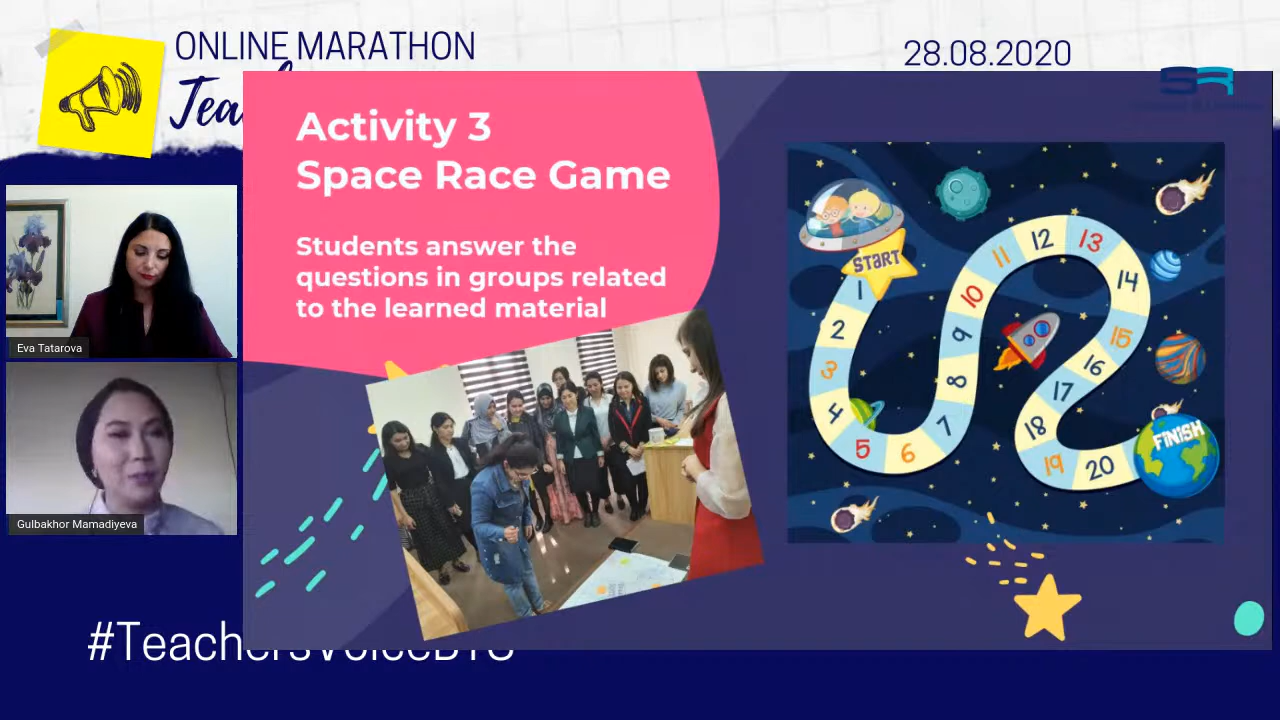 ONLINE MARATHON
28.08.2020
SR
Activity 3
Space Race Game
Students answer the
questions in groups related
to the learned material
START
1
2
3
4
5
6
7
8
9
10
11
12
13
14
15
16
17
18
19
20
FINISH
Eva Tatarova
Gulbakhor Mamadiyeva